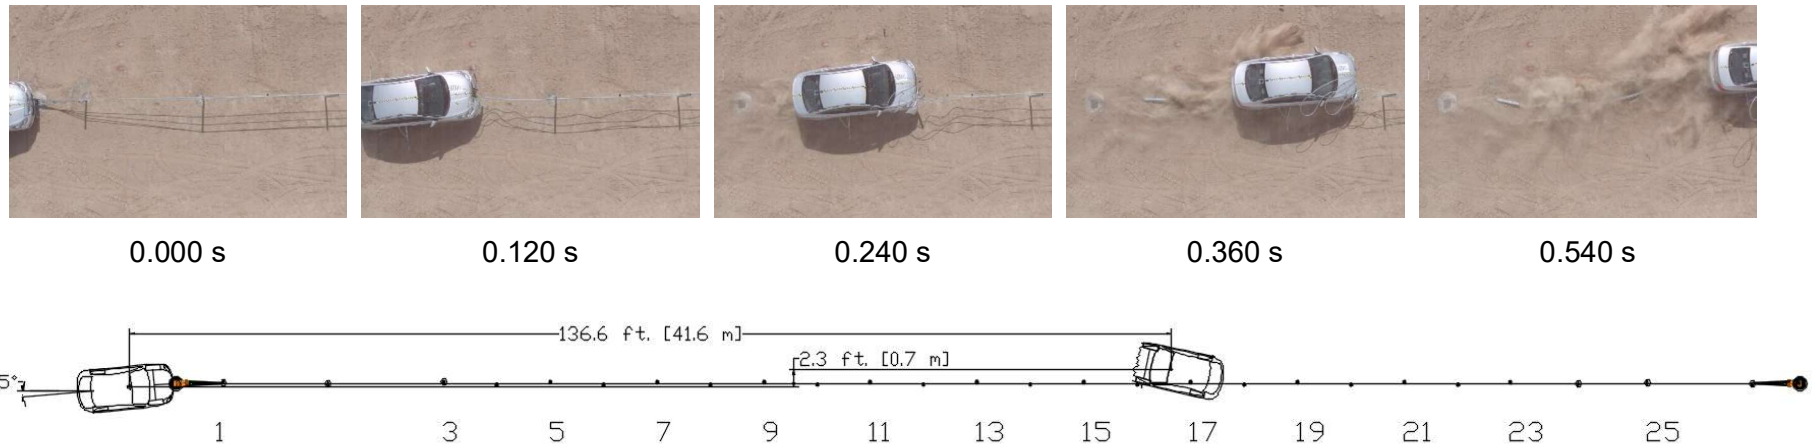 0.000 s 0.120 s 0.240 s 0.360 s 0.540 s
136.6 ft. [41.6 m]
2.3 ft. [0.7 m]
5°
1 3 5 7 9 11 13 15 17 19 21 23 25